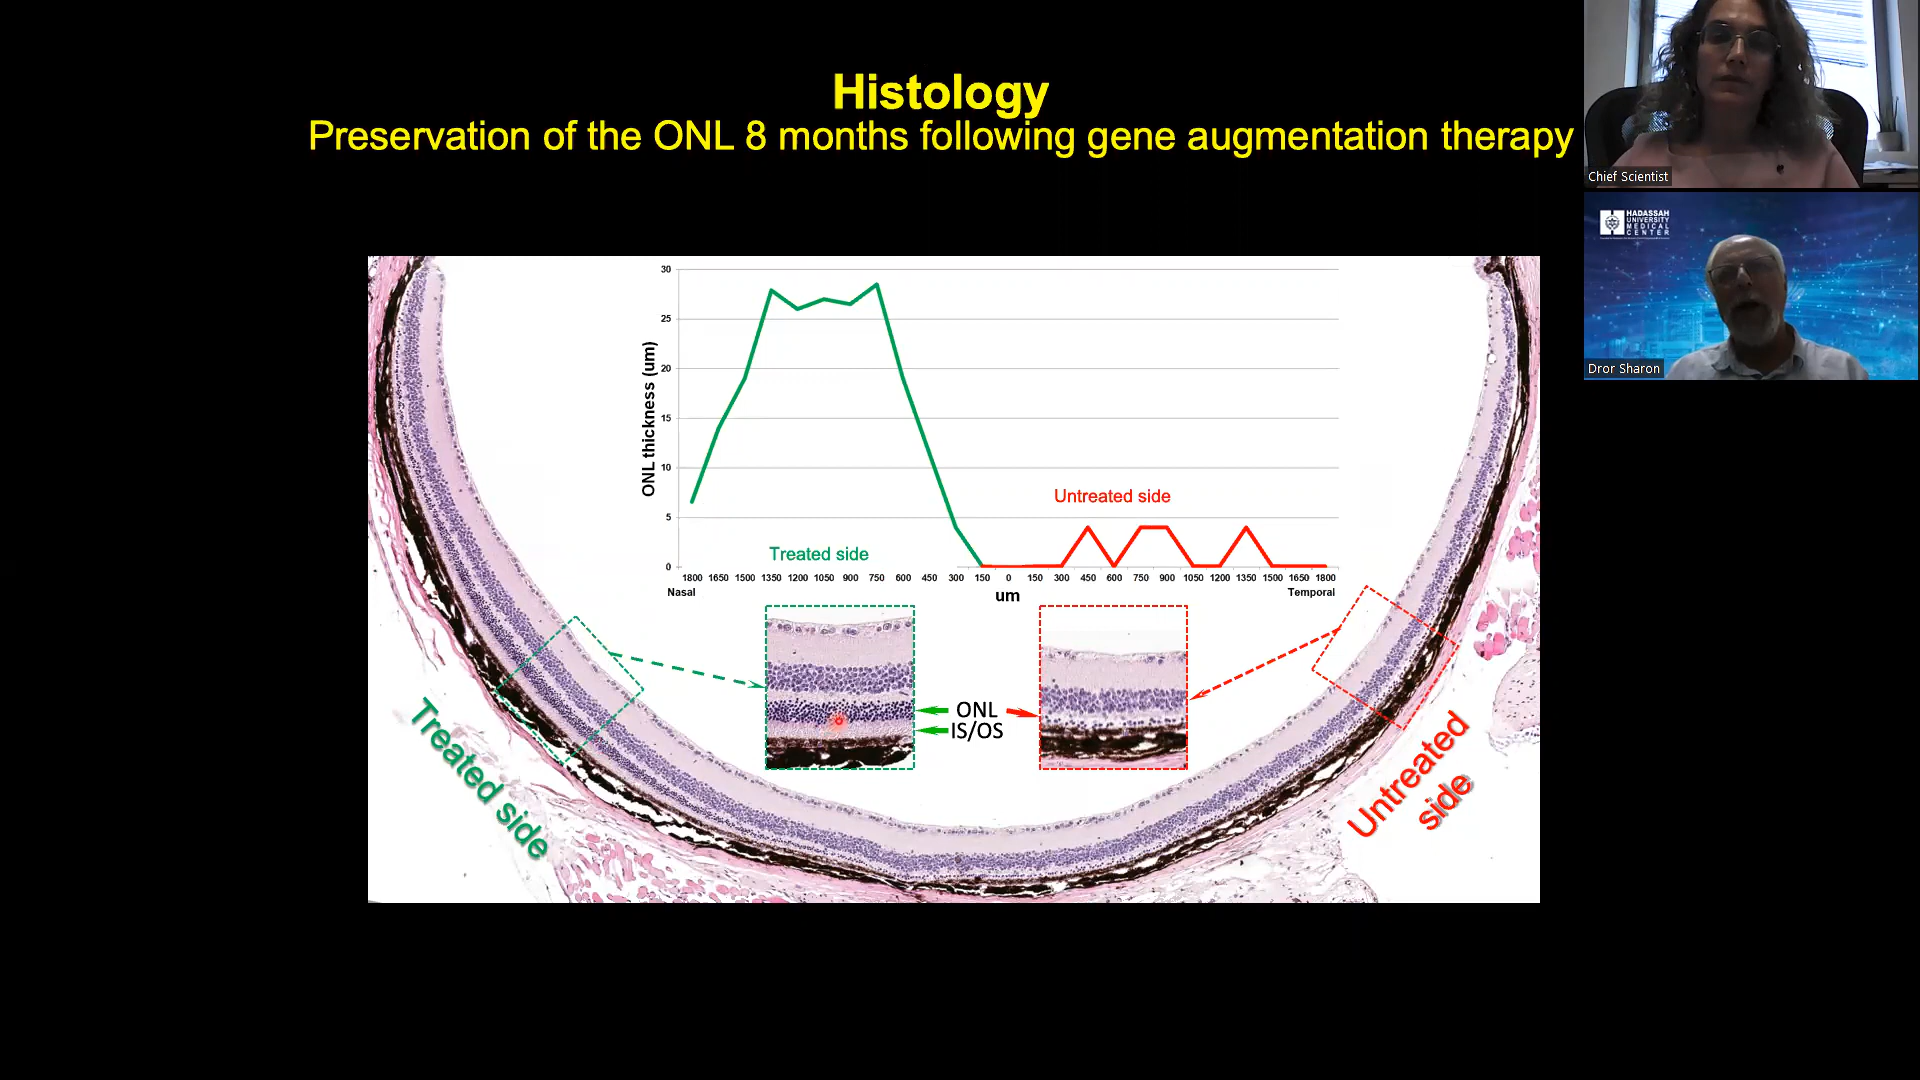 Histology
Preservation of the ONL 8 months following gene augmentation therapy
Chief Scientist
HADASSAH
UNIVERSITY
MEDICAL
CENTER
Dror Sharon
30
25
20
15
10
5
0
ONL thickness (um)
Untreated side
Treated side
1800 1650 1500 1350 1200 1050 900 750 600 450 300 150 0 150 300 450 600 750 900 1050 1200 1350 1500 1650 1800
Nasal
um
Temporal
ONL
IS/OS
Treated side
Untreated
side